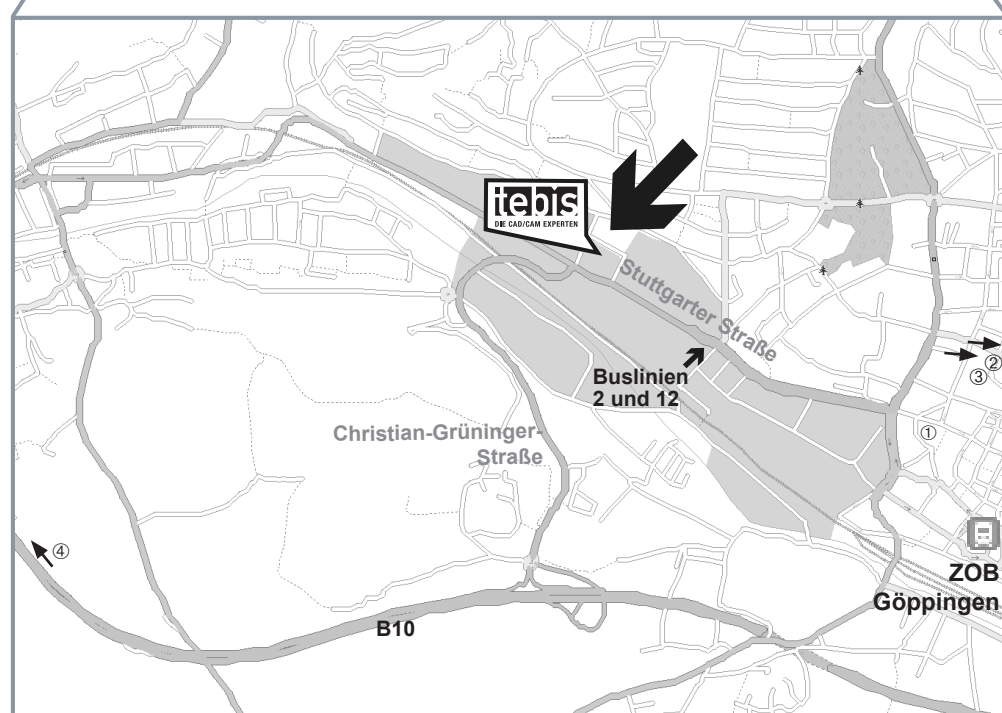 tebis
DIE CAD/CAM EXPERTEN
Stuttgarter Straße
Buslinien
2 und 12
②
③
Christian-Grüninger-
Straße
①
④
ZOB
Göppingen
B10